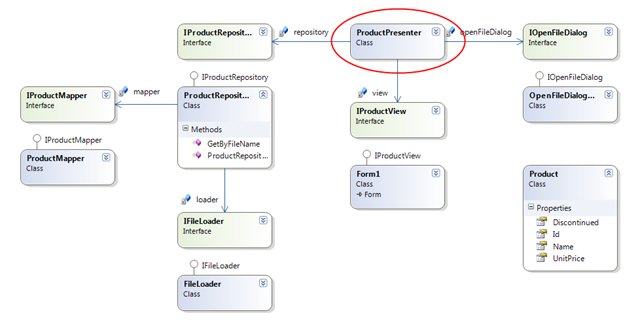 IProductReposit...
Interface
repository
ProductPresenter
Class
openFileDialog
IOpenFileDialog
Interface
IProductRepository
IOpenFileDialog
IProductMapper
Interface
mapper
ProductReposit...
Class
view
OpenFileDialog...
Class
IProductView
Interface
Methods
GetByFileName
ProductReposit...
IProductMapper
ProductMapper
Class
IProductView
Form1
Class
Form
Product
Class
loader
Properties
Discontinued
Id
Name
UnitPrice
IFileLoader
Interface
IFileLoader
FileLoader
Class